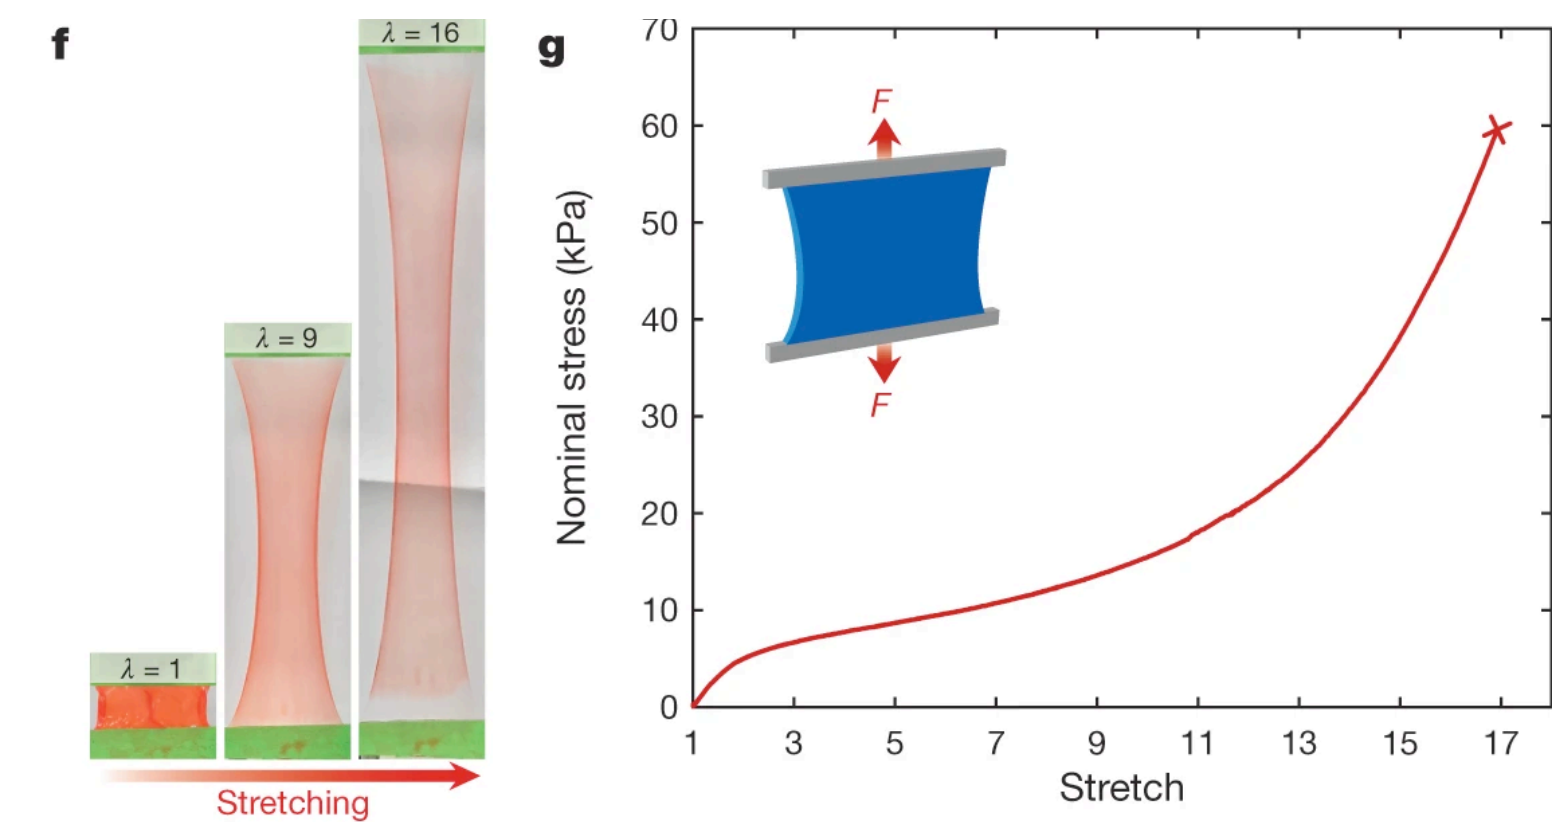 f
λ = 1
λ = 9
λ = 16
Stretching
g
F
F
Nominal stress (kPa)
70
60
50
40
30
20
10
0
1 3 5 7 9 11 13 15 17
Stretch